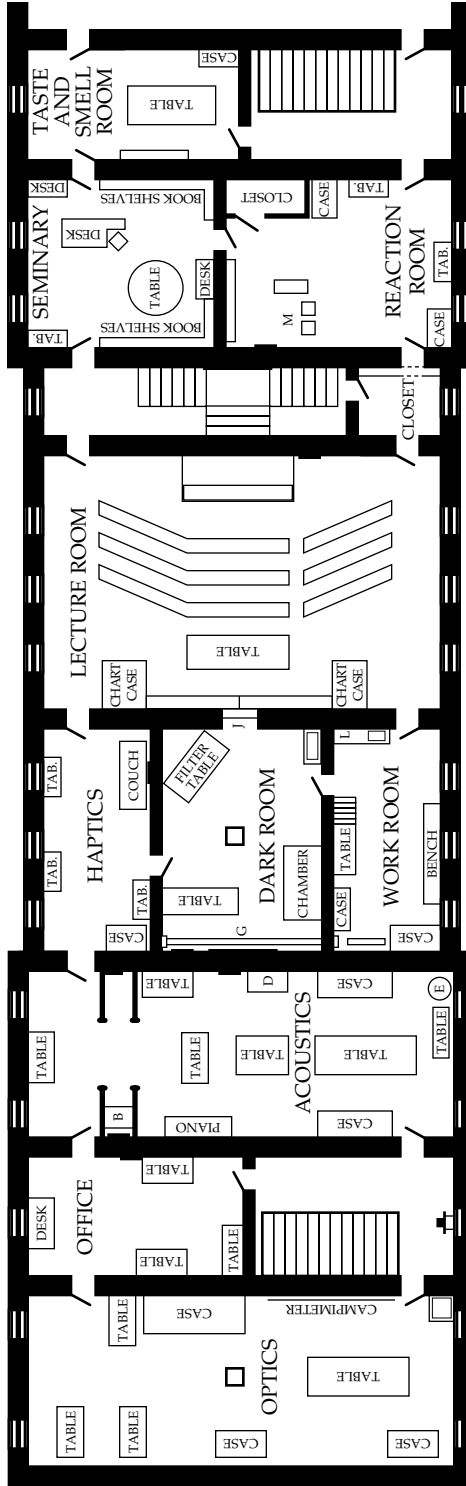 TASTE
AND
SMELL
ROOM
CASE
TABLE
DESK
BOOK SHELVES
SEMINARY
DESK
TABLE
DESK
TAB.
BOOK SHELVES
CLOSET
CASE
TAB.
REACTION
ROOM
TAB.
M
CASE
CLOSET
LECTURE ROOM
TABLE
CHART
CASE
CHART
CASE
J
L
TAB.
COUCH
HAPTICS
TAB.
TAB.
CASE
FILTER
TABLE
DARK ROOM
TABLE
CHAMBER
G
TABLE
WORK ROOM
BENCH
CASE
CASE
TABLE
D
CASE
E
TABLE
TABLE
TABLE
TABLE
ACOUSTICS
TABLE
B
PIANO
CASE
OFFICE
TABLE
DESK
TABLE
TABLE
TABLE
CASE
CAMPIMETER
OPTICS
TABLE
TABLE
TABLE
CASE
CASE